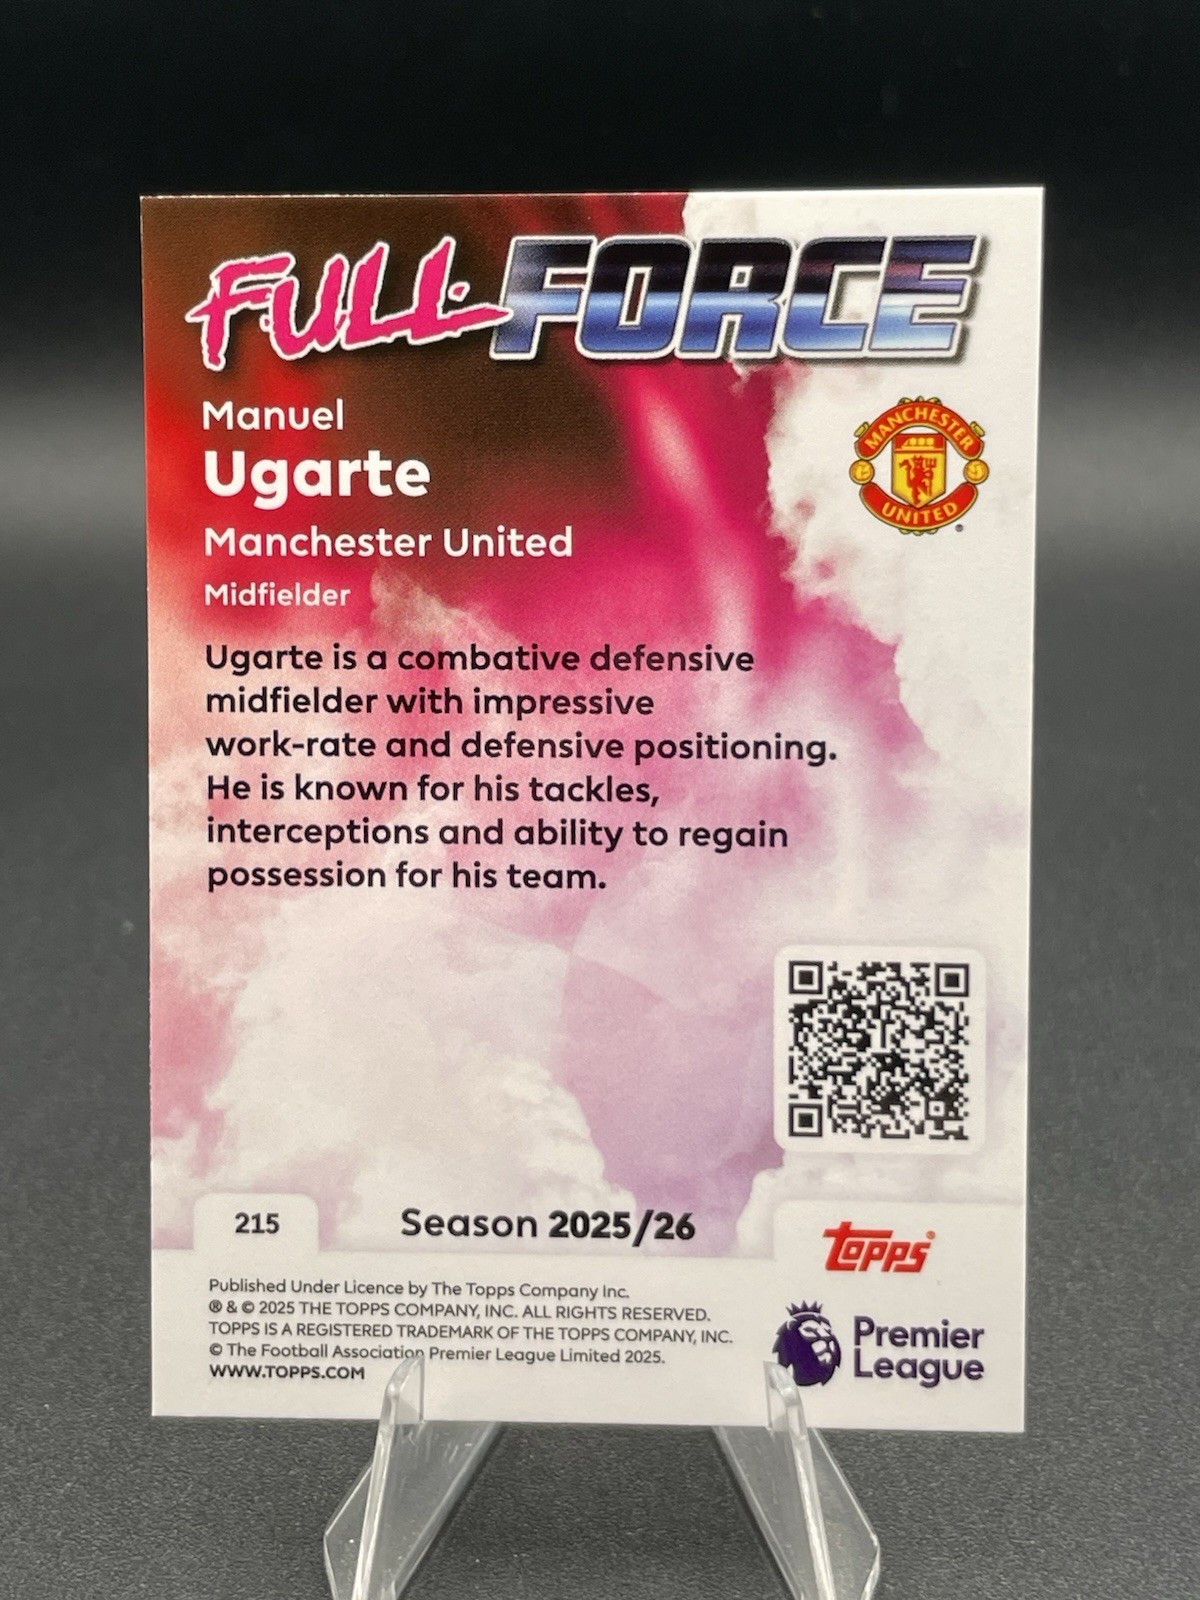 FULL FORCE
Manuel
Ugarte
Manchester United
Midfielder
MANCHESTER
UNITED
®
Ugarte is a combative defensive
midfielder with impressive
work-rate and defensive positioning.
He is known for his tackles,
interceptions and ability to regain
possession for his team.
215
Season 2025/26
topps®
Published Under Licence by The Topps Company Inc.
® & © 2025 THE TOPPS COMPANY, INC. ALL RIGHTS RESERVED.
TOPPS IS A REGISTERED TRADEMARK OF THE TOPPS COMPANY, INC.
© The Football Association Premier League Limited 2025.
WWW.TOPPS.COM
Premier
League